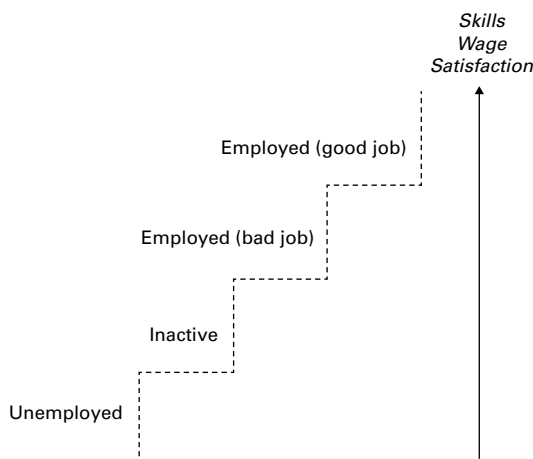 Skills
Wage
Satisfaction
Employed (good job)
Employed (bad job)
Inactive
Unemployed